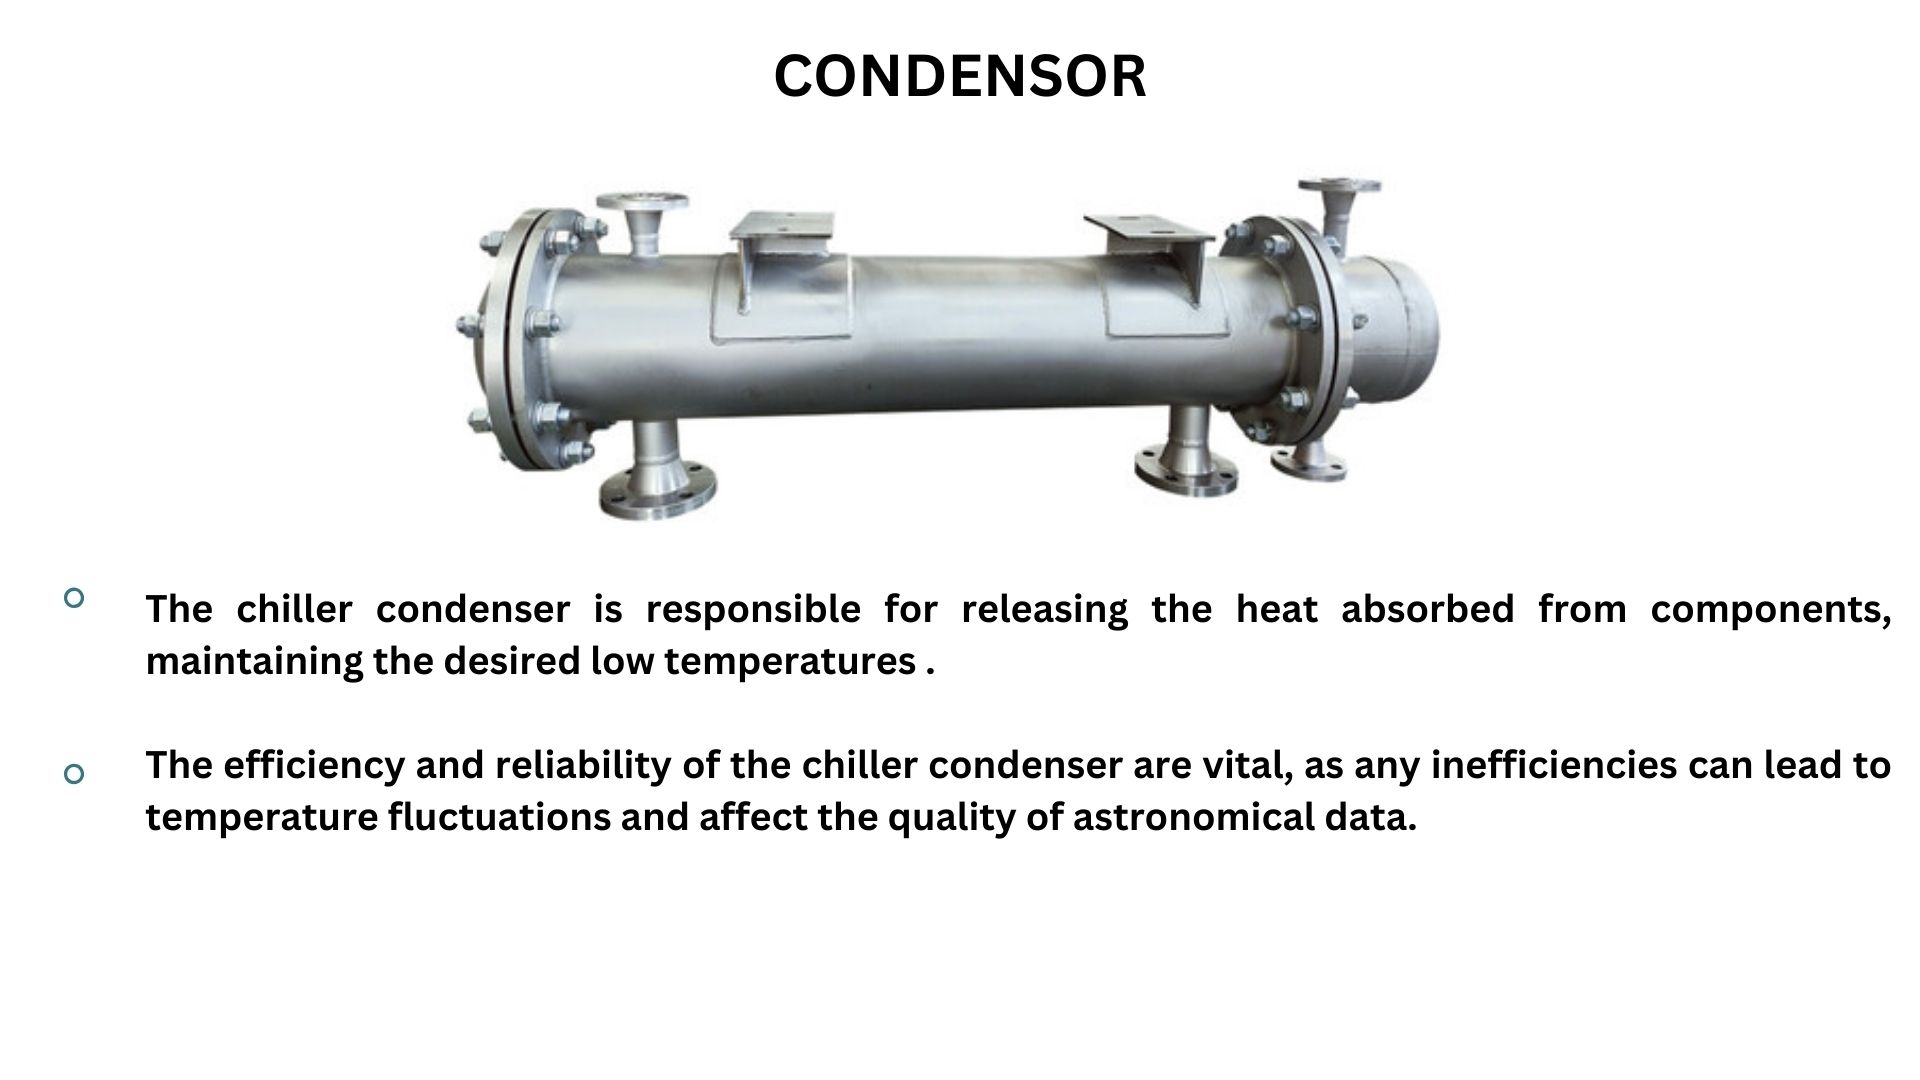 CONDENSOR
The chiller condenser is responsible for releasing the heat absorbed from components,
maintaining the desired low temperatures .
The efficiency and reliability of the chiller condenser are vital, as any inefficiencies can lead to
temperature fluctuations and affect the quality of astronomical data.